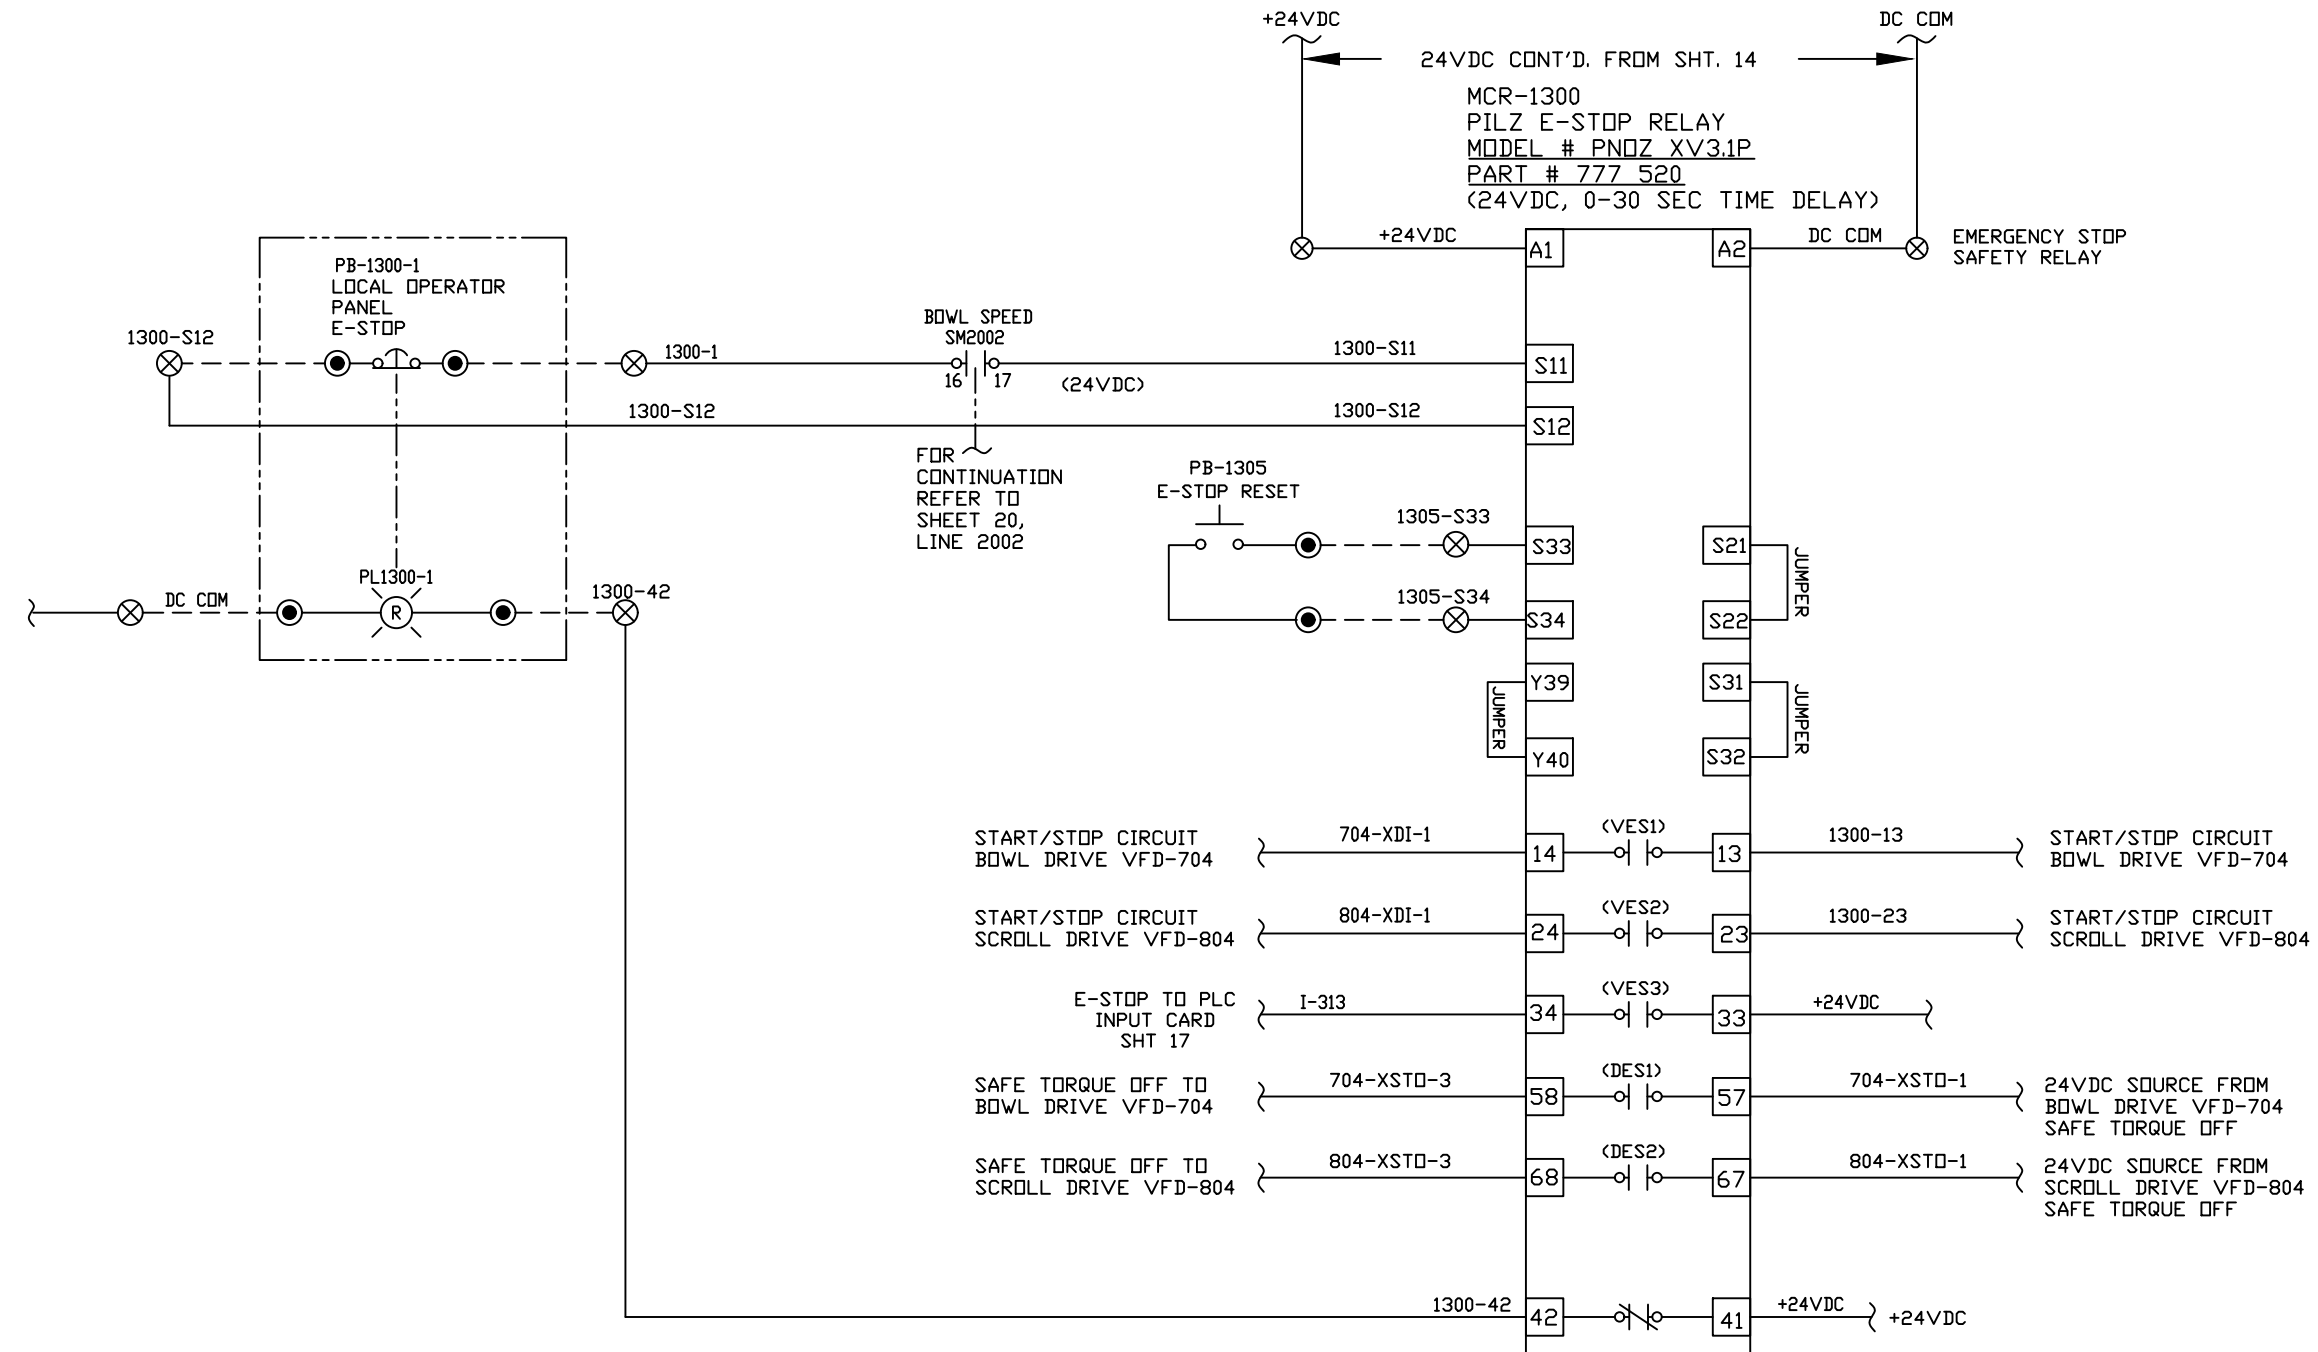 +24VDC
DC COM
24VDC CONT'D. FROM SHT. 14
MCR-1300
PILZ E-STOP RELAY
MODEL # PNOZ XV3.1P
PART # 777 520
(24VDC, 0-30 SEC TIME DELAY)
+24VDC
A1
A2
DC COM
EMERGENCY STOP
SAFETY RELAY
PB-1300-1
LOCAL OPERATOR
PANEL
E-STOP
1300-S12
1300-1
BOWL SPEED
SM2002
16
17
(24VDC)
1300-S11
S11
1300-S12
1300-S12
S12
FOR
CONTINUATION
REFER TO
SHEET 20,
LINE 2002
PB-1305
E-STOP RESET
1305-S33
S33
S21
JUMPER
1305-S34
S34
S22
PL1300-1
R
DC COM
1300-42
Y39
JUMPER
Y40
S31
JUMPER
S32
START/STOP CIRCUIT
BOWL DRIVE VFD-704
704-XDI-1
14
(VES1)
13
1300-13
START/STOP CIRCUIT
BOWL DRIVE VFD-704
START/STOP CIRCUIT
SCROLL DRIVE VFD-804
804-XDI-1
24
(VES2)
23
1300-23
START/STOP CIRCUIT
SCROLL DRIVE VFD-804
E-STOP TO PLC
INPUT CARD
SHT 17
I-313
34
(VES3)
33
+24VDC
SAFE TORQUE OFF TO
BOWL DRIVE VFD-704
704-XSTO-3
58
(DES1)
57
704-XSTO-1
24VDC SOURCE FROM
BOWL DRIVE VFD-704
SAFE TORQUE OFF
SAFE TORQUE OFF TO
SCROLL DRIVE VFD-804
804-XSTO-3
68
(DES2)
67
804-XSTO-1
24VDC SOURCE FROM
SCROLL DRIVE VFD-804
SAFE TORQUE OFF
1300-42
42
41
+24VDC
+24VDC